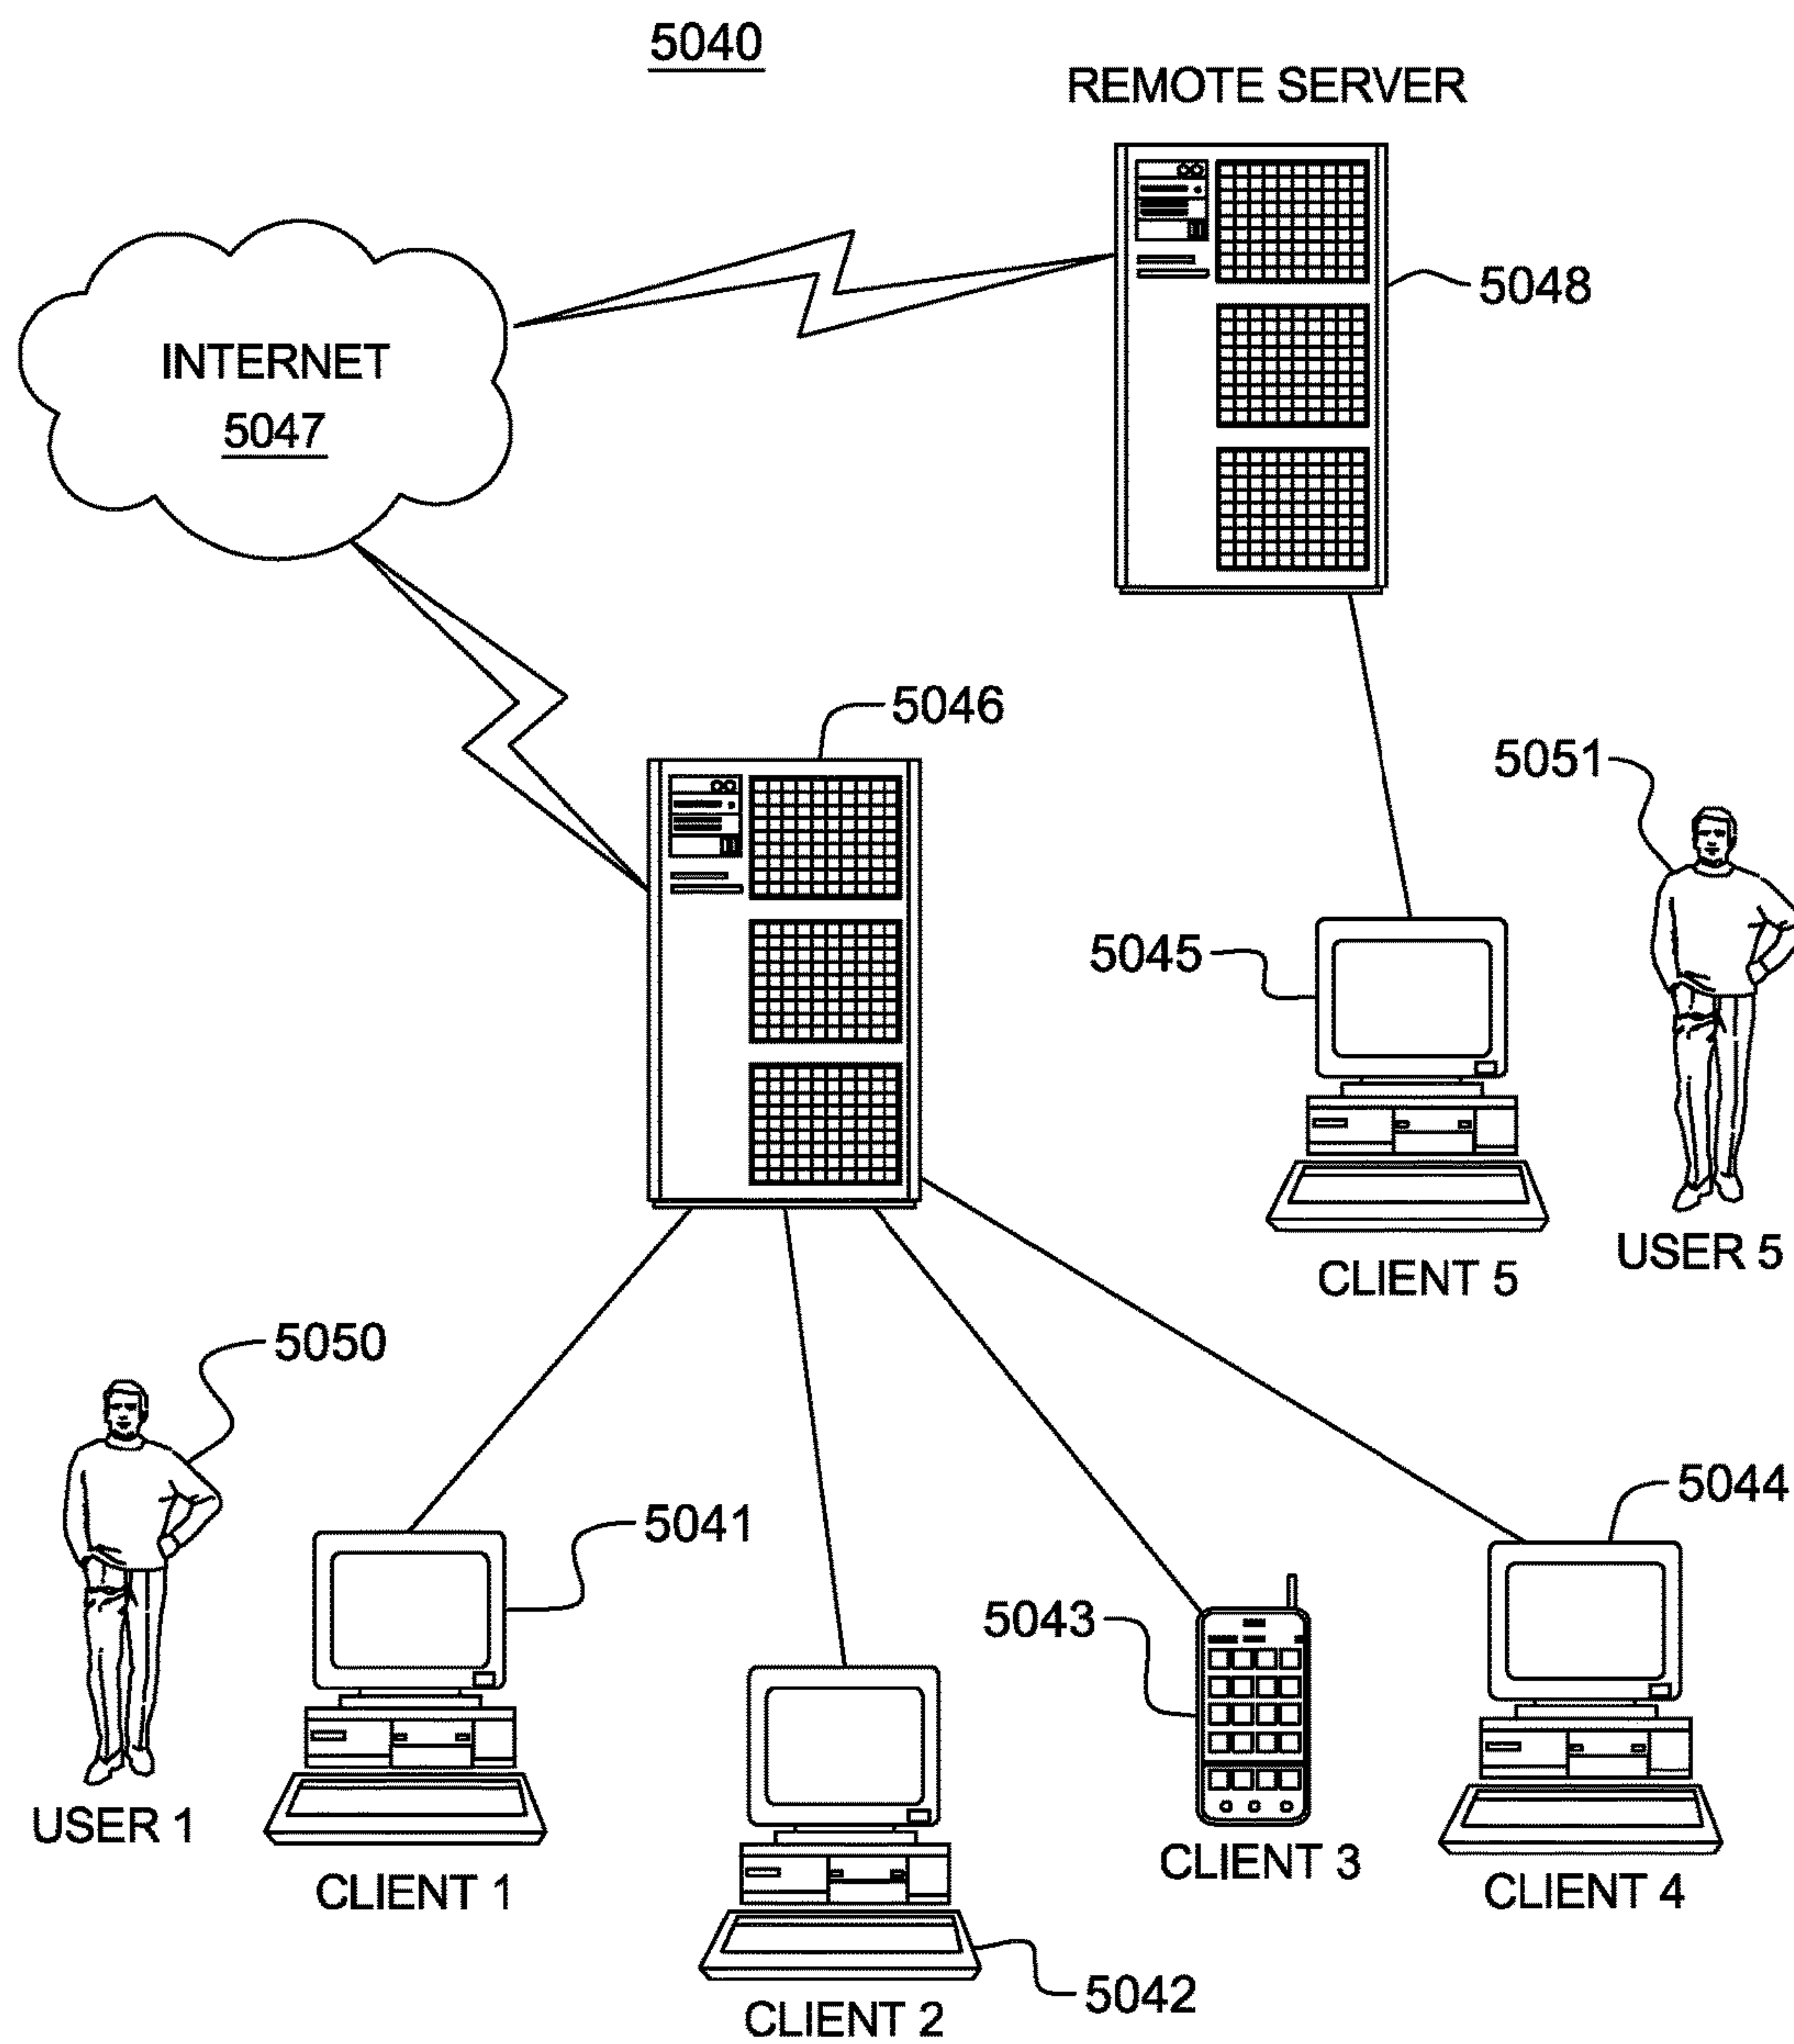 5040
REMOTE SERVER
5048
INTERNET
5047
5046
5051
5045
USER 5
CLIENT 5
5050
5044
5041
5043
USER 1
CLIENT 1
CLIENT 3
CLIENT 4
5042
CLIENT 2